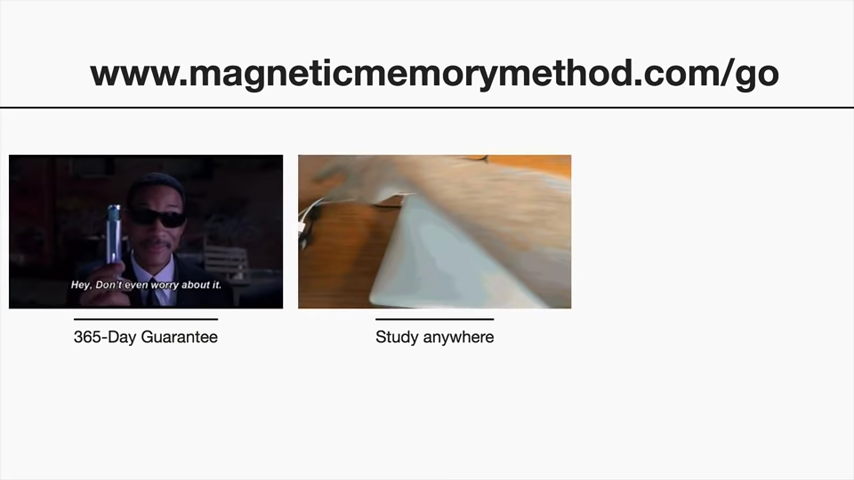 www.magneticmemorymethod.com/go
Hey, Don't even worry about it.
365-Day Guarantee
Study anywhere